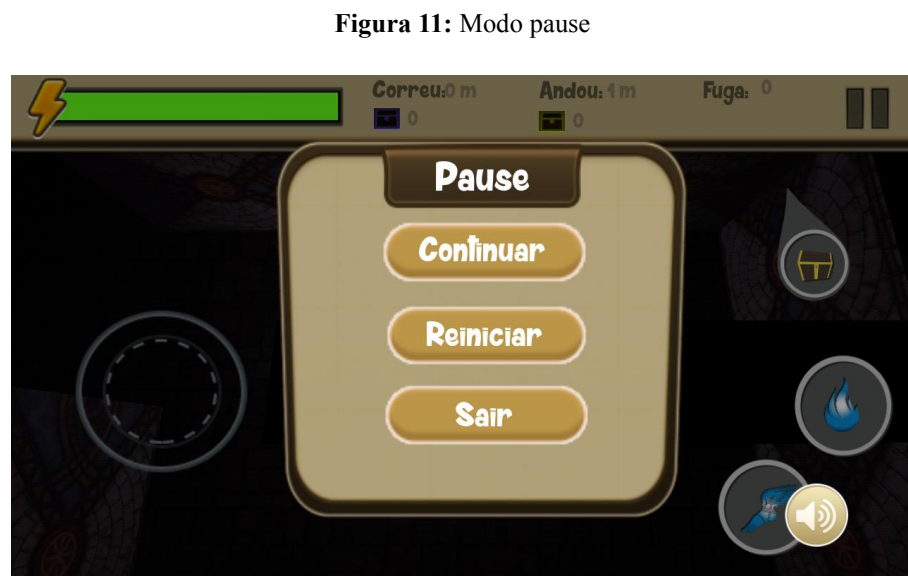 Figura 11: Modo pause
Correu:0 m Andou: 1 m Fuga: 0
0 0
Pause
Continuar
Reiniciar
Sair